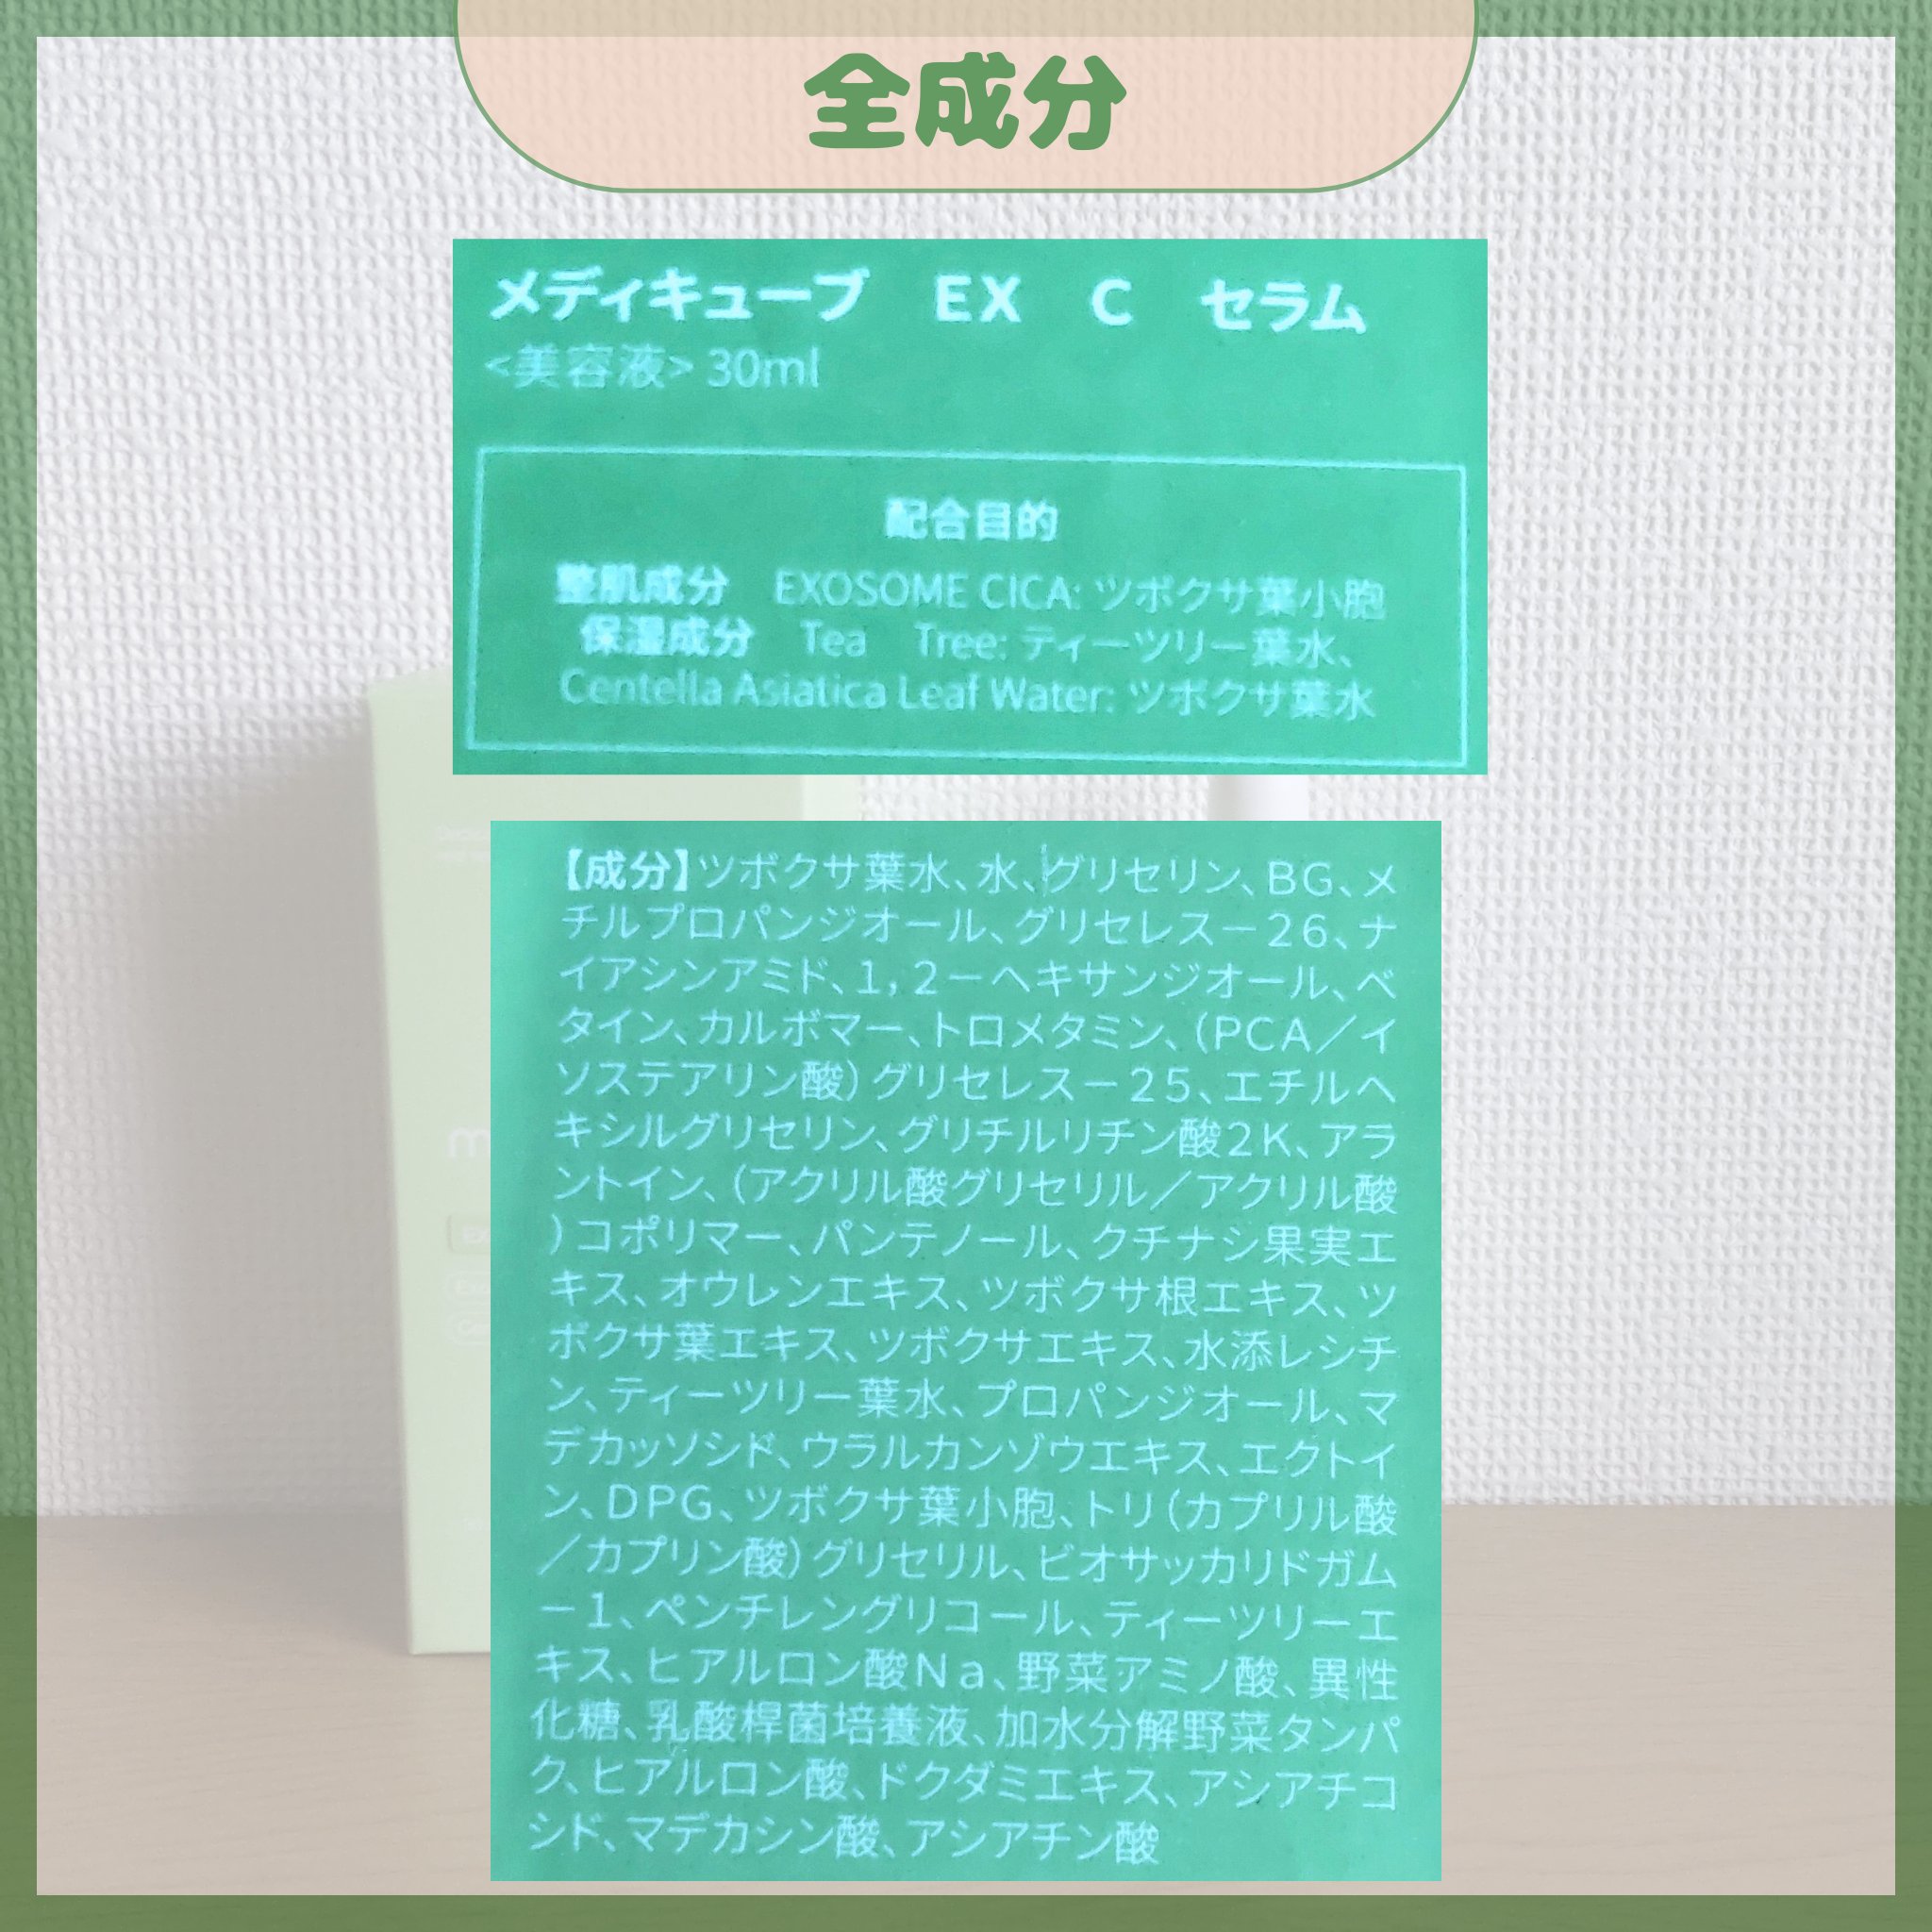 全成分
メディキューブ EX C セラム
<美容液> 30ml
配合目的
整肌成分 EXOSOME CICA: ツボクサ葉小胞
保湿成分 Tea Tree: ティーツリー葉水、
Centella Asiatica Leaf Water: ツボクサ葉水
【成分】ツボクサ葉水、水、グリセリン、BG、メ
チルプロパンジオール、グリセレスー26、ナ
イアシンアミド、1,2ーヘキサンジオール、ベ
タイン、カルボマー、トロメタミン、(PCA/イ
ソステアリン酸)グリセレスー25、エチルヘ
キシルグリセリン、グリチルリチン酸2K、アラ
ントイン、(アクリル酸グリセリル/アクリル酸
)コポリマー、パンテノール、クチナシ果実エ
キス、オウレンエキス、ツボクサ根エキス、ツ
ボクサ葉エキス、ツボクサエキス、水添レシチ
ン、ティーツリー葉水、プロパンジオール、マ
デカッソシド、ウラルカンゾウエキス、エクトイ
ン、DPG、ツボクサ葉小胞、トリ(カプリル酸
/カプリン酸)グリセリル、ビオサッカリドガム
ー1、ペンチレングリコール、ティーツリーエ
キス、ヒアルロン酸Na、野菜アミノ酸、異性
化糖、乳酸桿菌培養液、加水分解野菜タンパ
ク、ヒアルロン酸、ドクダミエキス、アシアチコ
シド、マデカシン酸、アシアチン酸